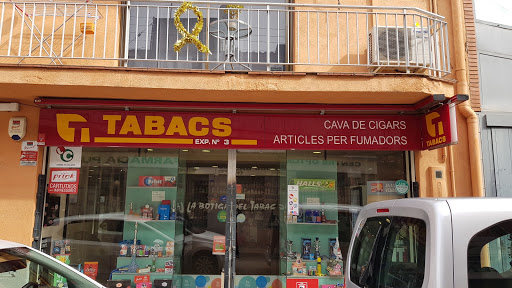 TABACS
EXP. Nº 3
CAVA DE CIGARS
ARTICLES PER FUMADORS
TABACS
LA BOTIGA DEL TABAC
HALLS